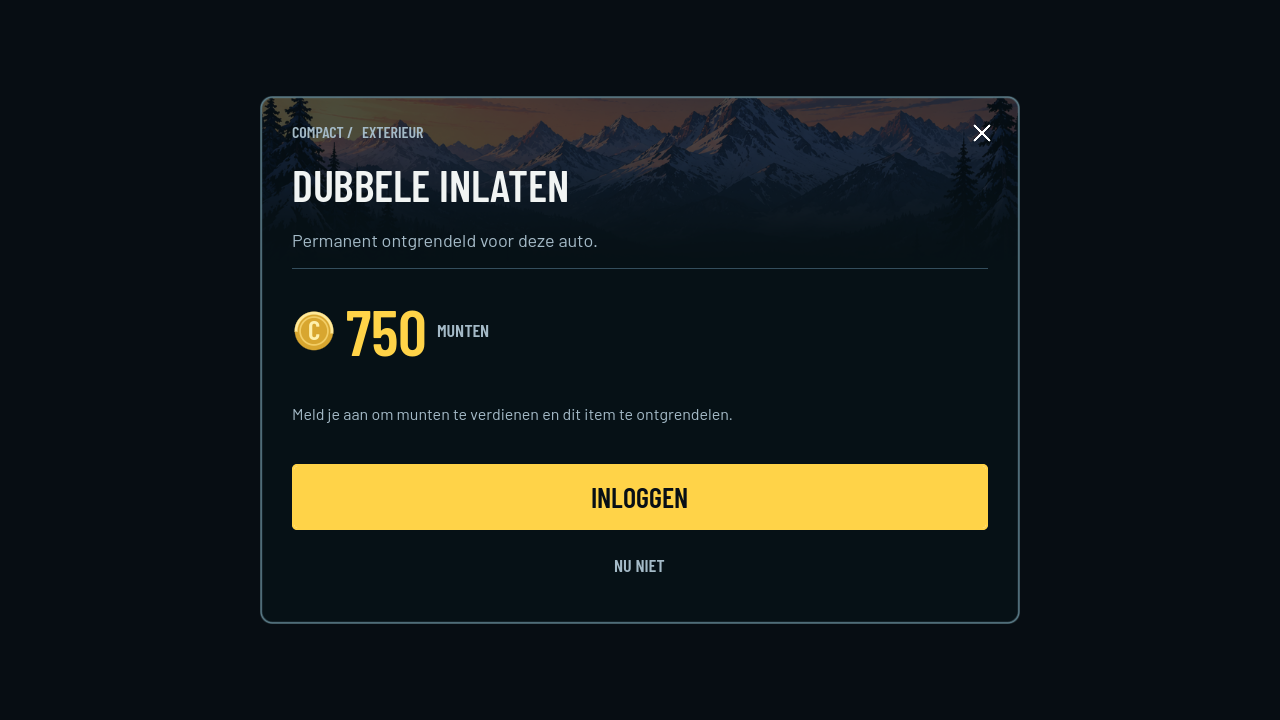 COMPACT / EXTERIEUR
DUBBELE INLATEN
Permanent ontgrendeld voor deze auto.
C 750 MUNTEN
Meld je aan om munten te verdienen en dit item te ontgrendelen.
INLOGGEN
NU NIET